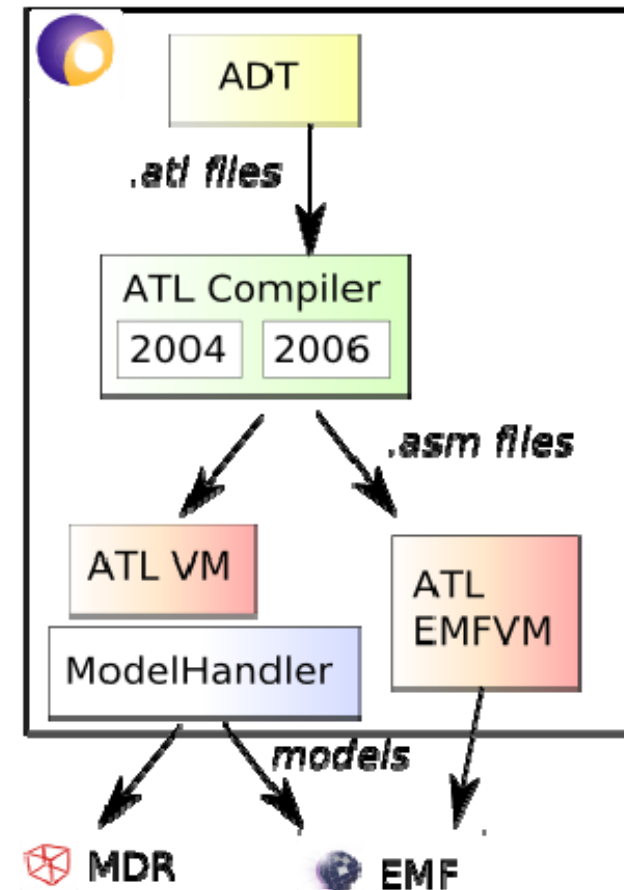 ADT
.atl files
ATL Compiler
2004 2006
.asm files
ATL VM
ATL
EMFVM
ModelHandler
models
MDR
EMF